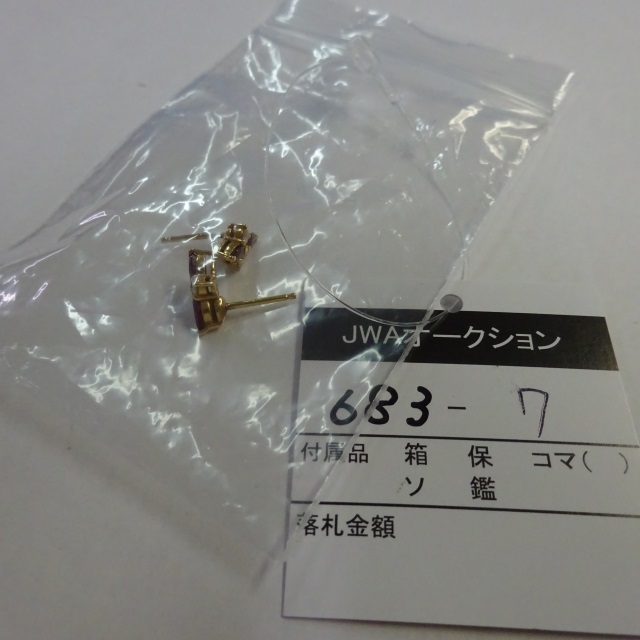 JWAオークション
683-7
付属品 箱 保 コマ( )
ソ 鑑
落札金額